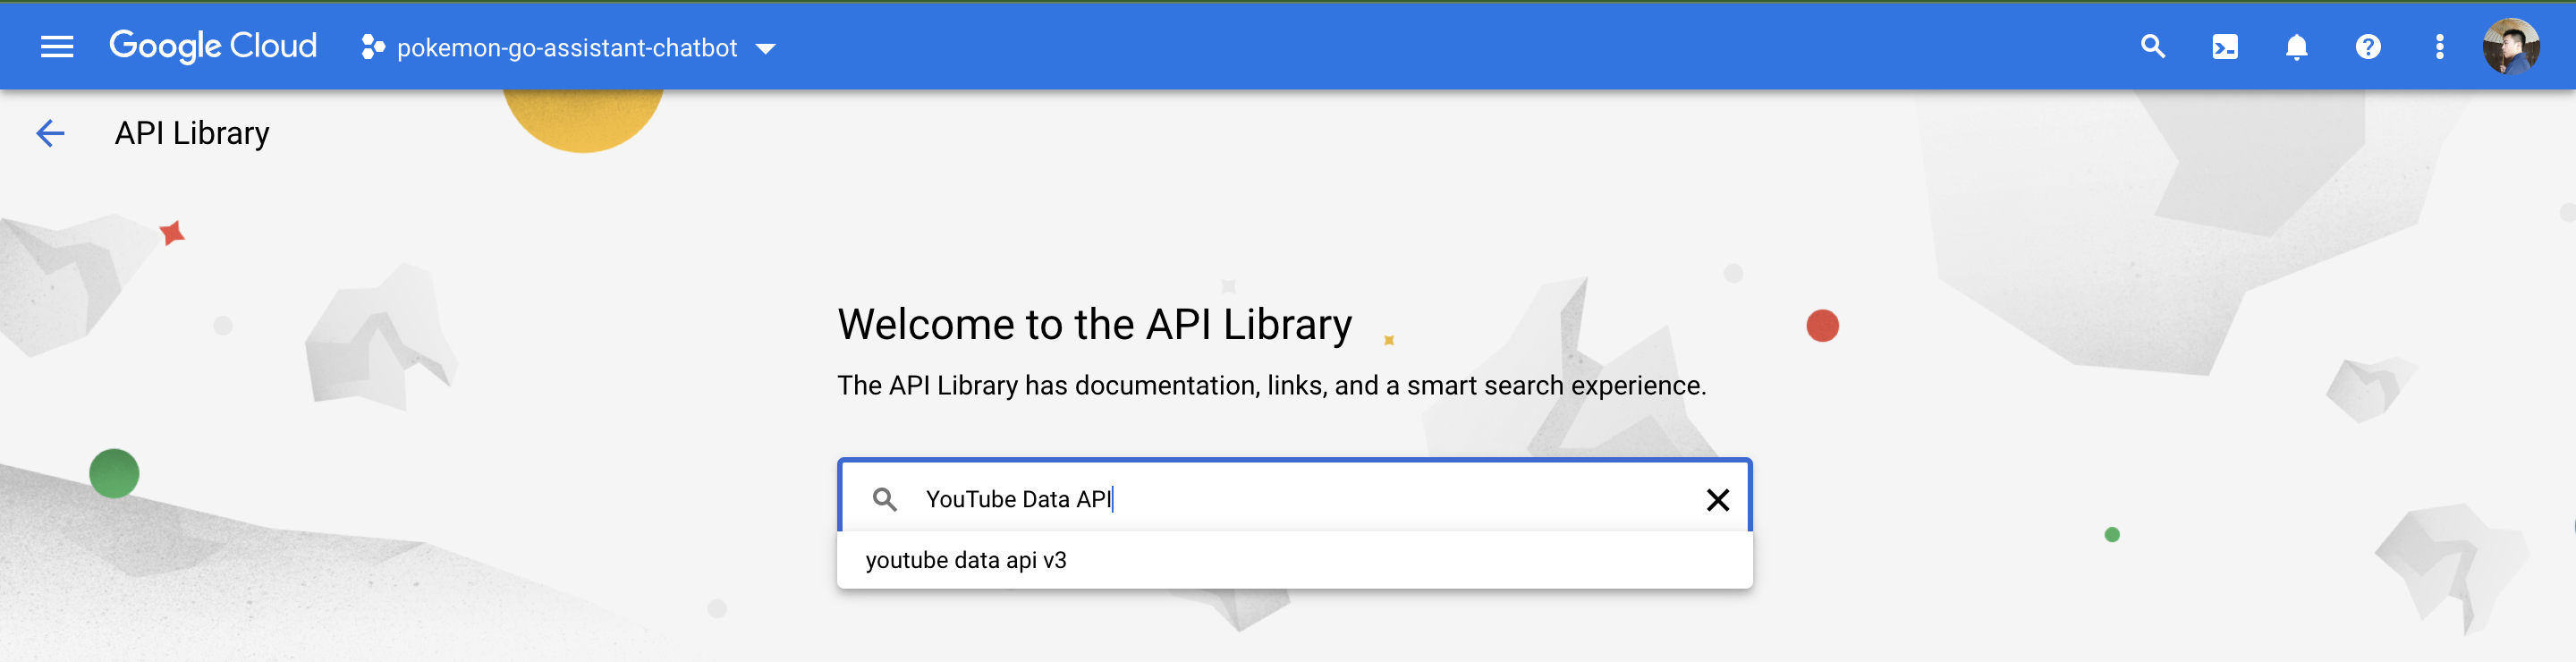 Google Cloud pokemon-go-assistant-chatbot
API Library
Welcome to the API Library
The API Library has documentation, links, and a smart search experience.
YouTube Data API
youtube data api v3